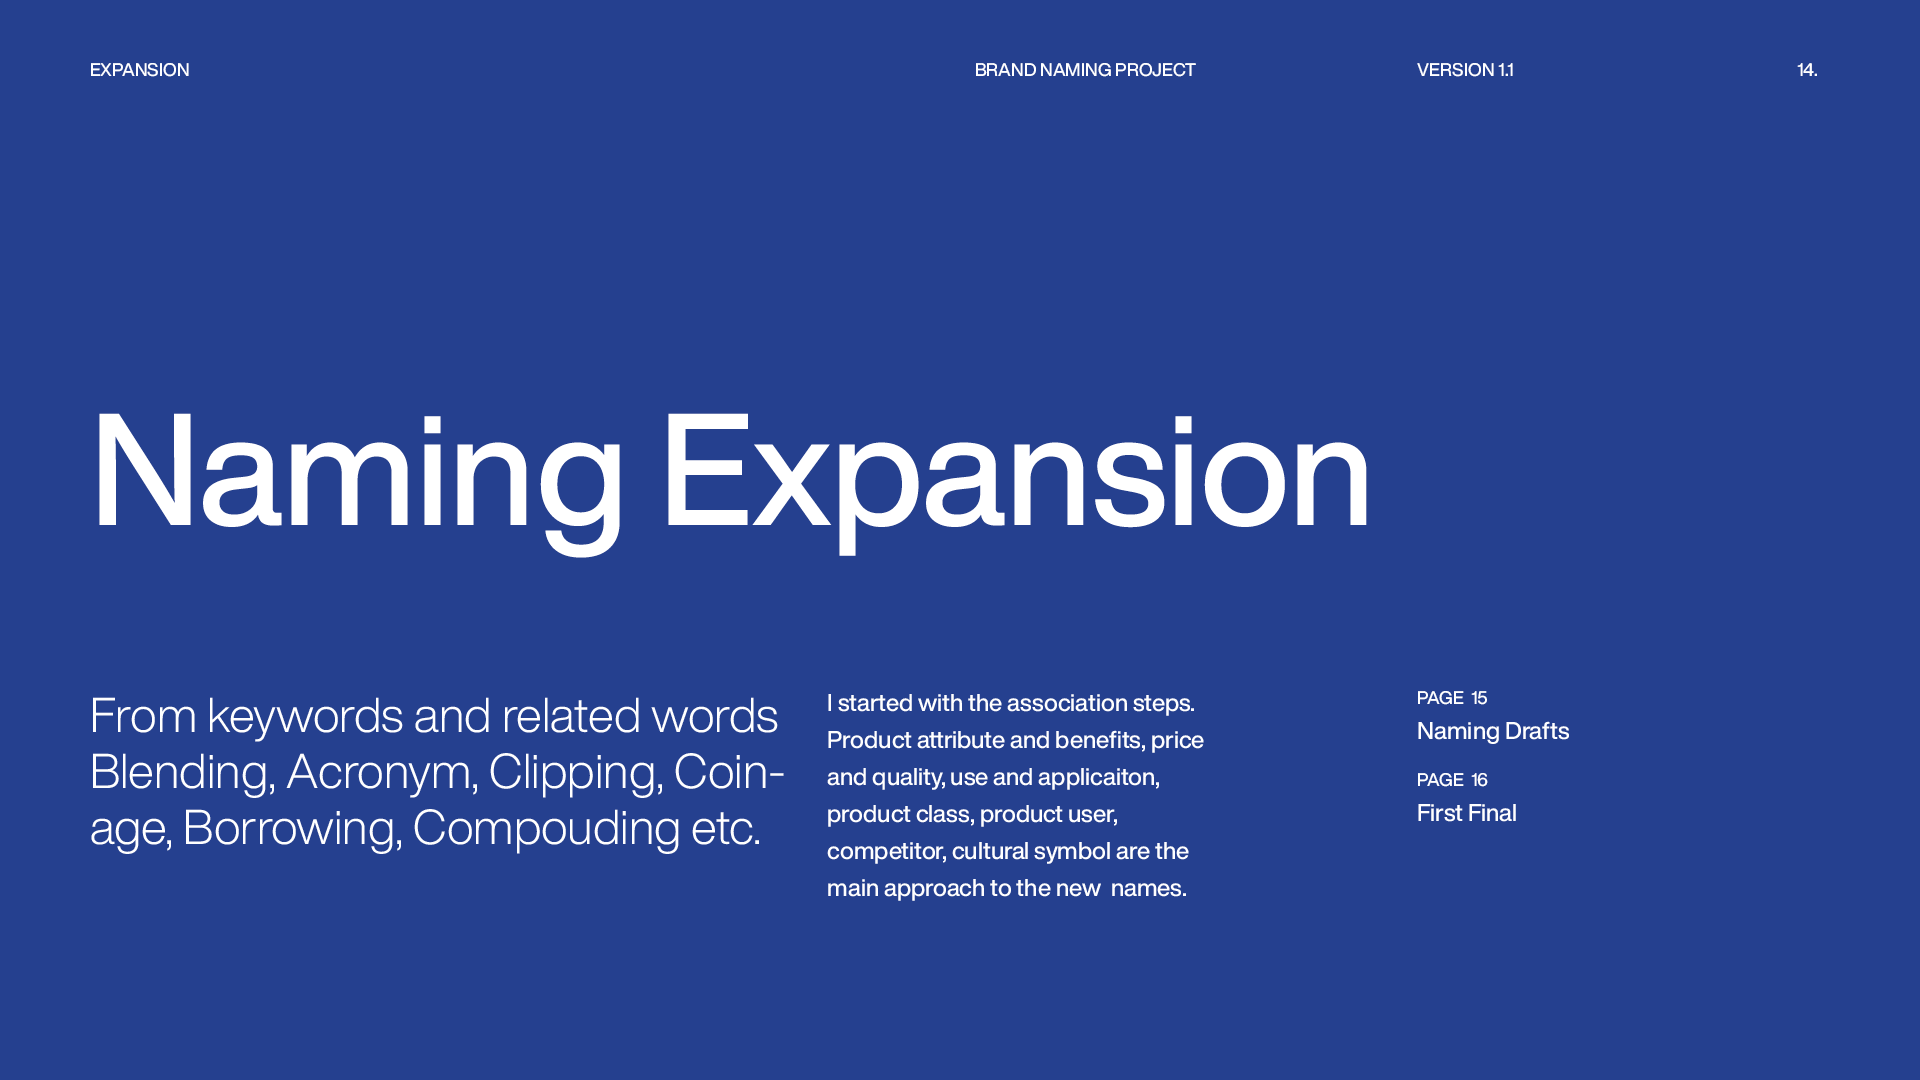 EXPANSION
BRAND NAMING PROJECT
VERSION 1.1
14.
Naming Expansion
From keywords and related words
Blending, Acronym, Clipping, Coin-
age, Borrowing, Compouding etc.
I started with the association steps.
Product attribute and benefits, price
and quality, use and applicaiton,
product class, product user,
competitor, cultural symbol are the
main approach to the new  names.
PAGE  15
Naming Drafts
PAGE  16
First Final